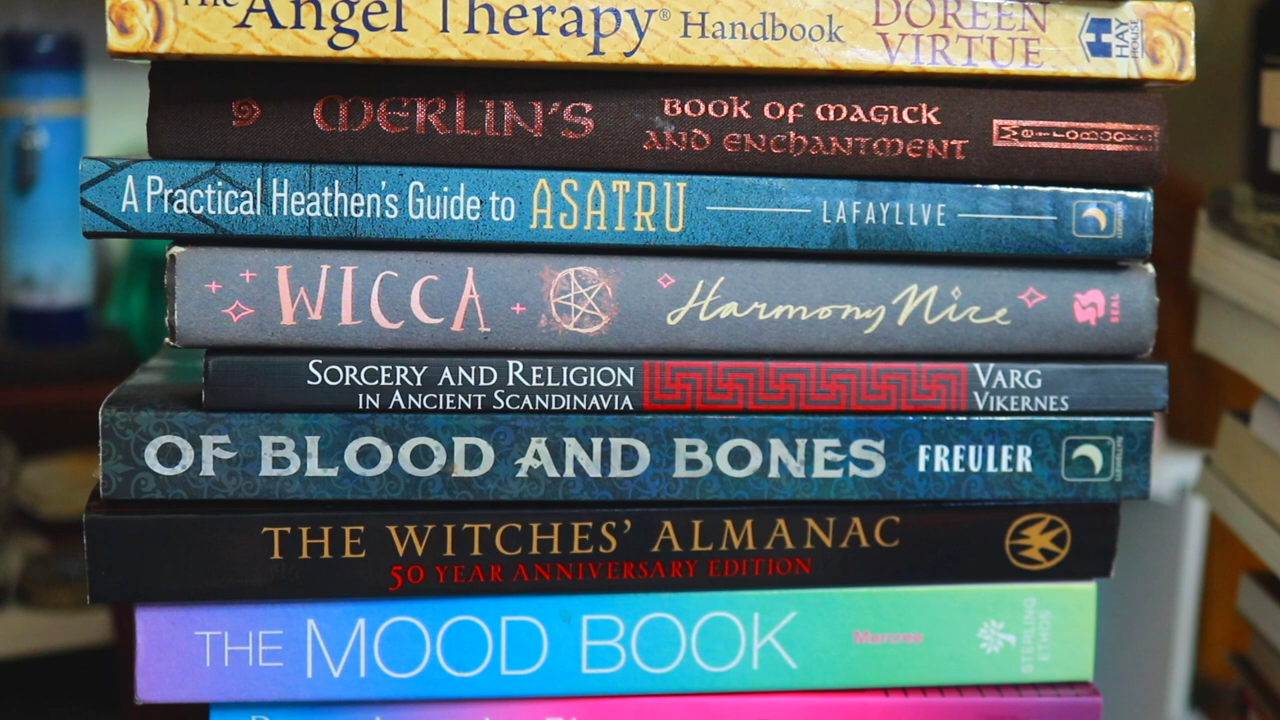 The Angel Therapy® Handbook DOREEN VIRTUE HAY HOUSE
MERLIN'S BOOK OF MAGICK AND ENCHANTMENT MetroBooks
A Practical Heathen's Guide to ASATRU LAFAYLLVE
WICCA Harmony Nice SEAL
SORCERY AND RELIGION IN ANCIENT SCANDINAVIA VARG VIKERNES
OF BLOOD AND BONES FREULER
THE WITCHES' ALMANAC
50 YEAR ANNIVERSARY EDITION
THE MOOD BOOK Mercree STERLING ETHOS